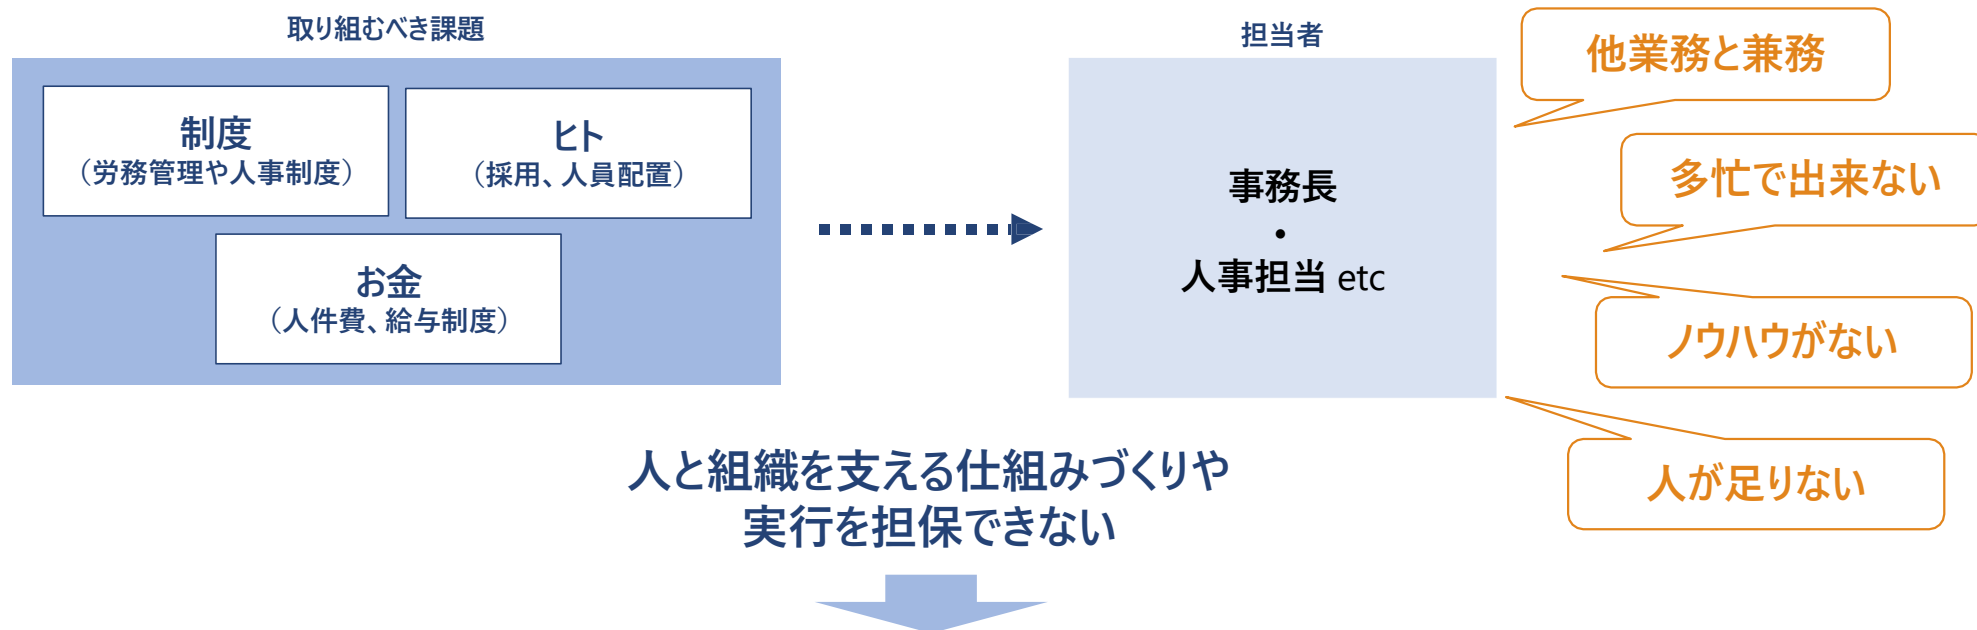 取り組むべき課題
制度
（労務管理や人事制度）
ヒト
（採用、人員配置）
お金
（人件費、給与制度）
担当者
事務長
・
人事担当 etc
他業務と兼務
多忙で出来ない
ノウハウがない
人が足りない
人と組織を支える仕組みづくりや
実行を担保できない